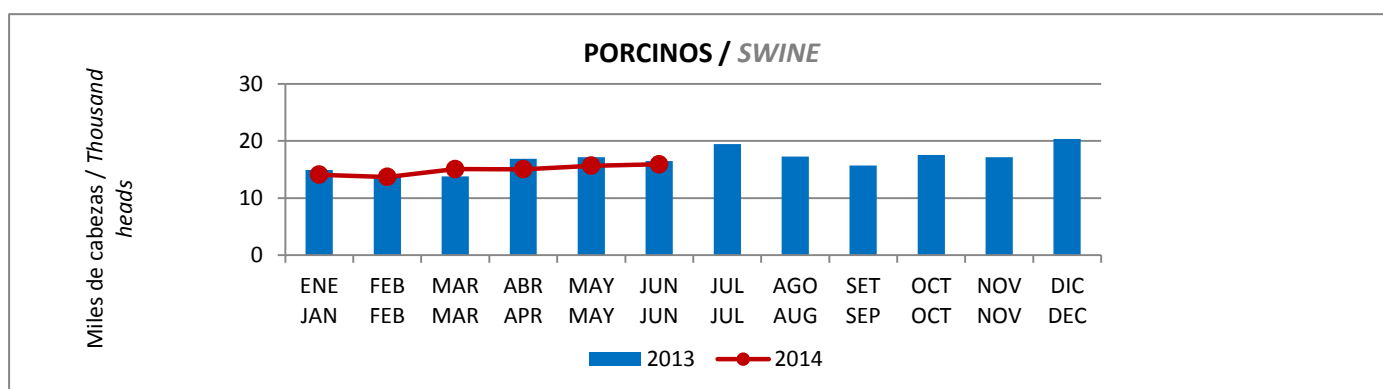 PORCINOS / SWINE
Miles de cabezas / Thousand
heads
30
20
10
0
ENE FEB MAR ABR MAY JUN JUL AGO SET OCT NOV DIC
JAN FEB MAR APR MAY JUN JUL AUG SEP OCT NOV DEC
2013 2014